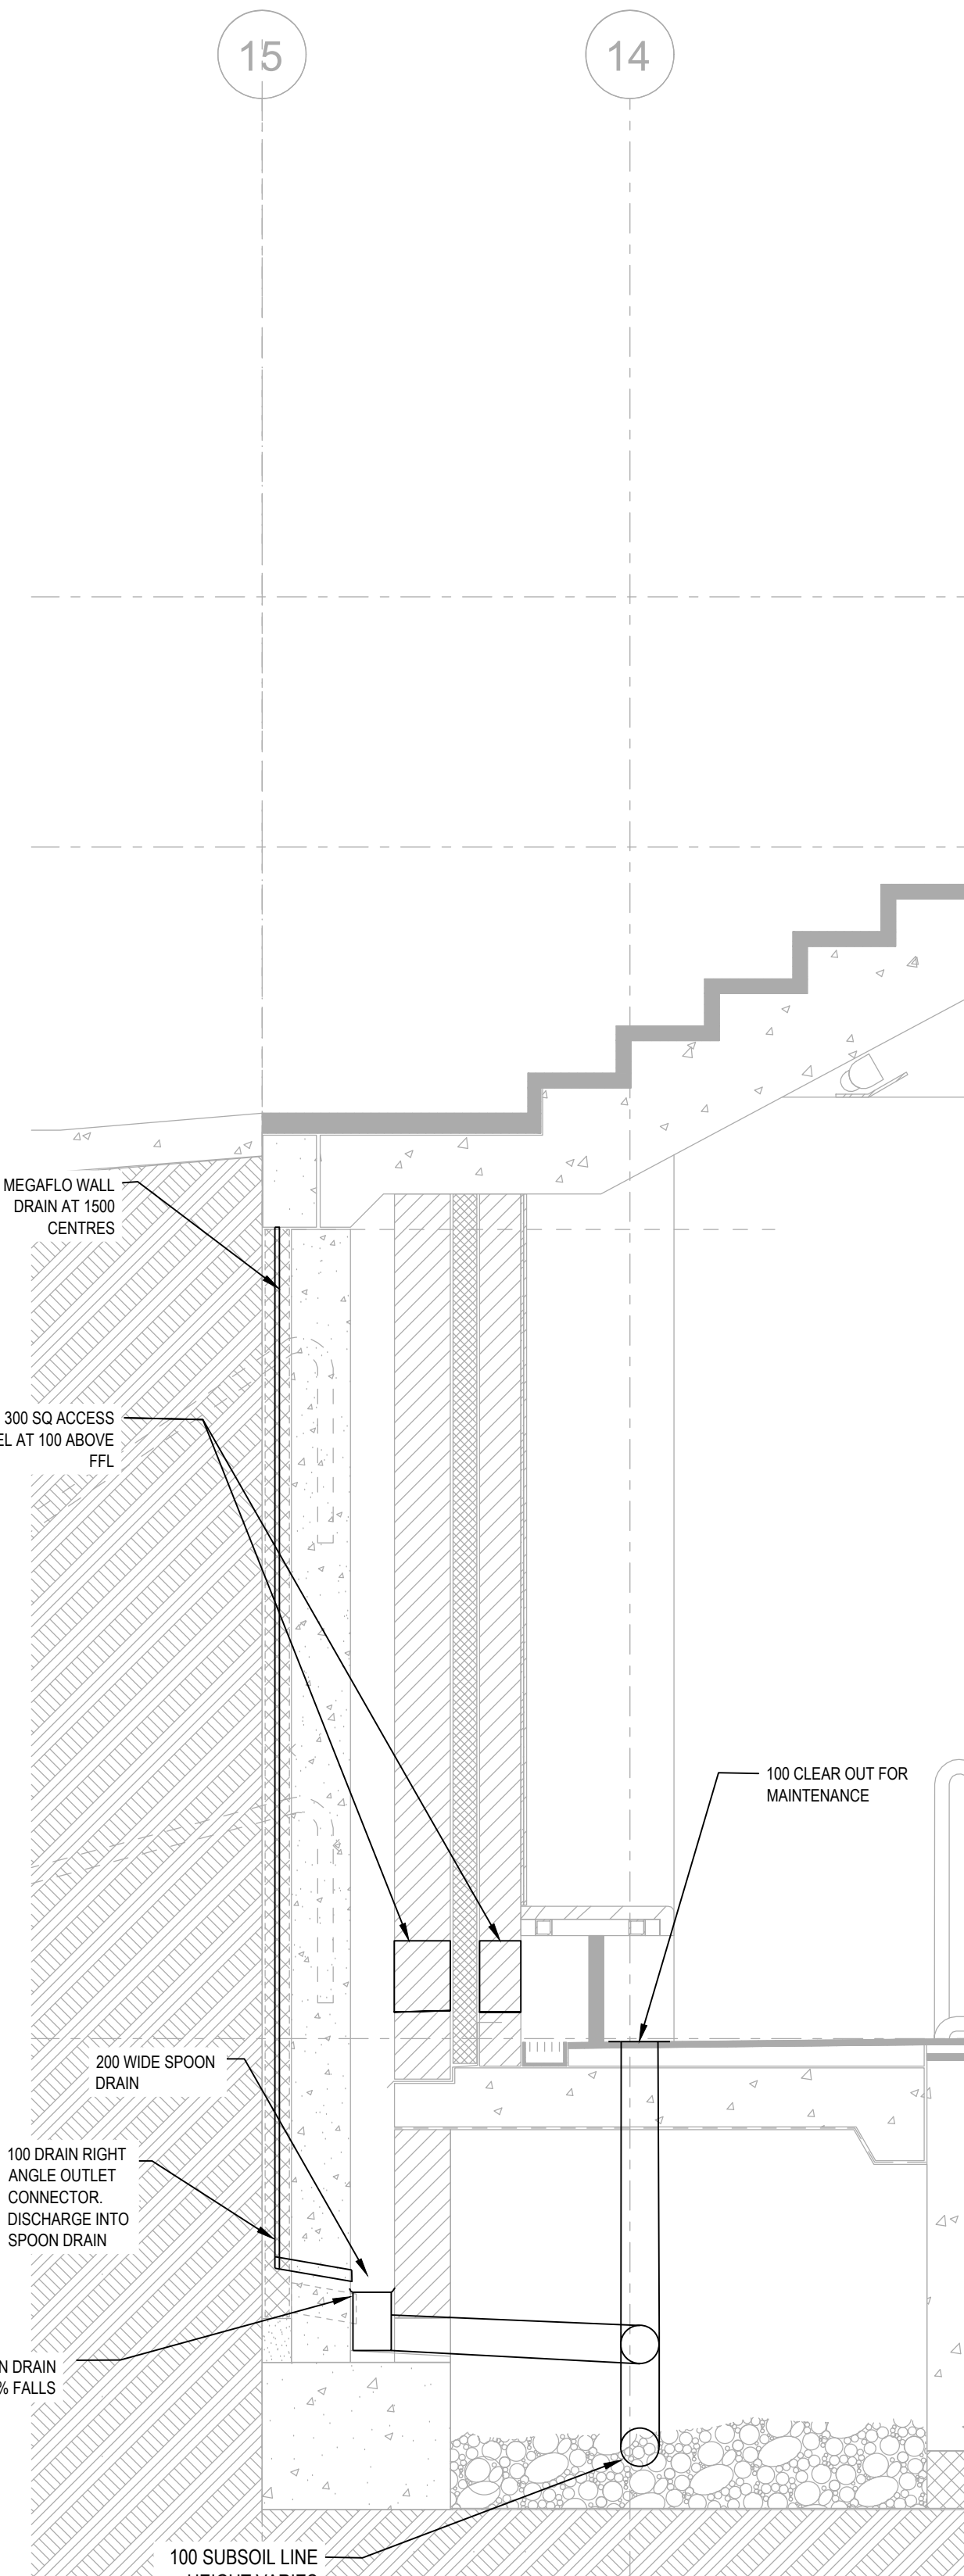 15
14
MEGAFLO WALL
DRAIN AT 1500
CENTRES
300 SQ ACCESS
AT 100 ABOVE
FFL
100 CLEAR OUT FOR
MAINTENANCE
200 WIDE SPOON
DRAIN
100 DRAIN RIGHT
ANGLE OUTLET
CONNECTOR.
DISCHARGE INTO
SPOON DRAIN
DRAIN
% FALLS
100 SUBSOIL LINE
HEIGHT VARIES